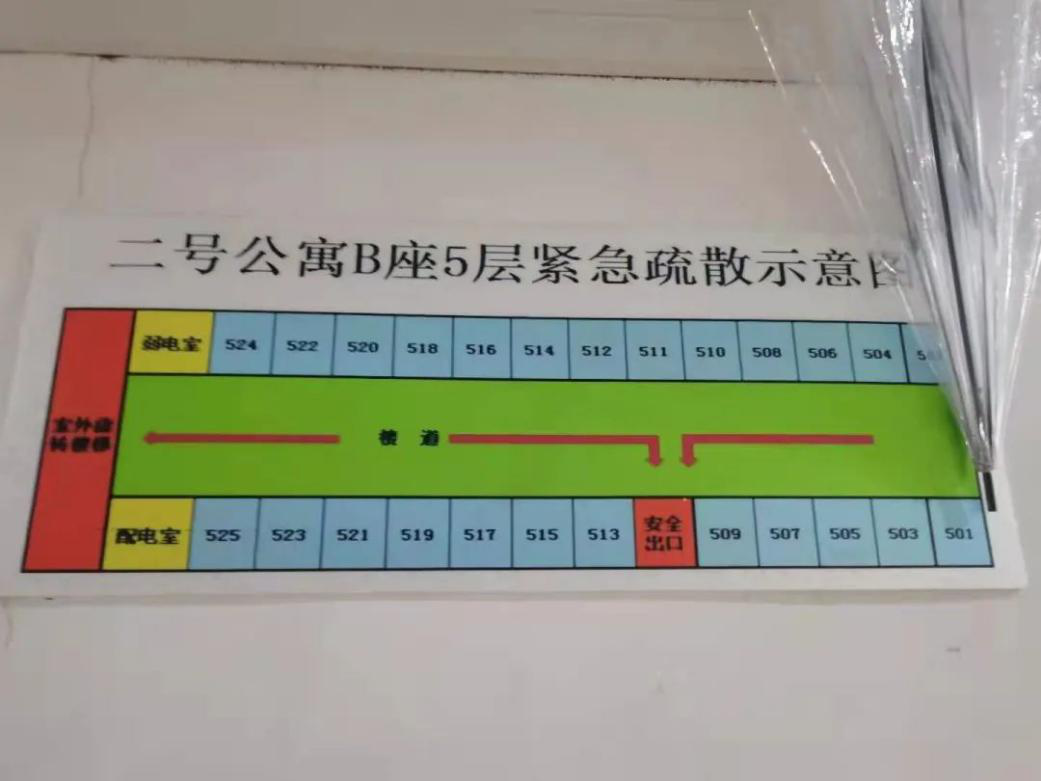 二号公寓B座5层紧急疏散示意图
弱电室 524 522 520 518 516 514 512 511 510 508 506 504
室外曲
转楼梯
楼 道
配电室 525 523 521 519 517 515 513 安全 509 507 505 503 501
出口